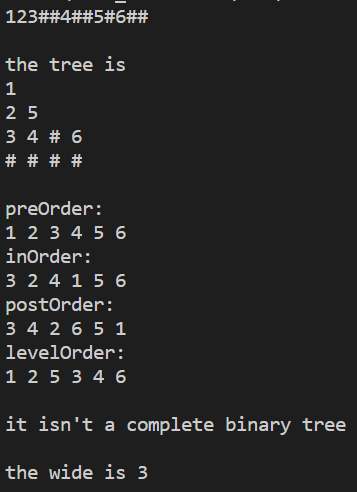 123##4##5#6##
the tree is
1
2 5
3 4 # 6
# # # #
preOrder:
1 2 3 4 5 6
inOrder:
3 2 4 1 5 6
postOrder:
3 4 2 6 5 1
levelOrder:
1 2 5 3 4 6
it isn't a complete binary tree
the wide is 3